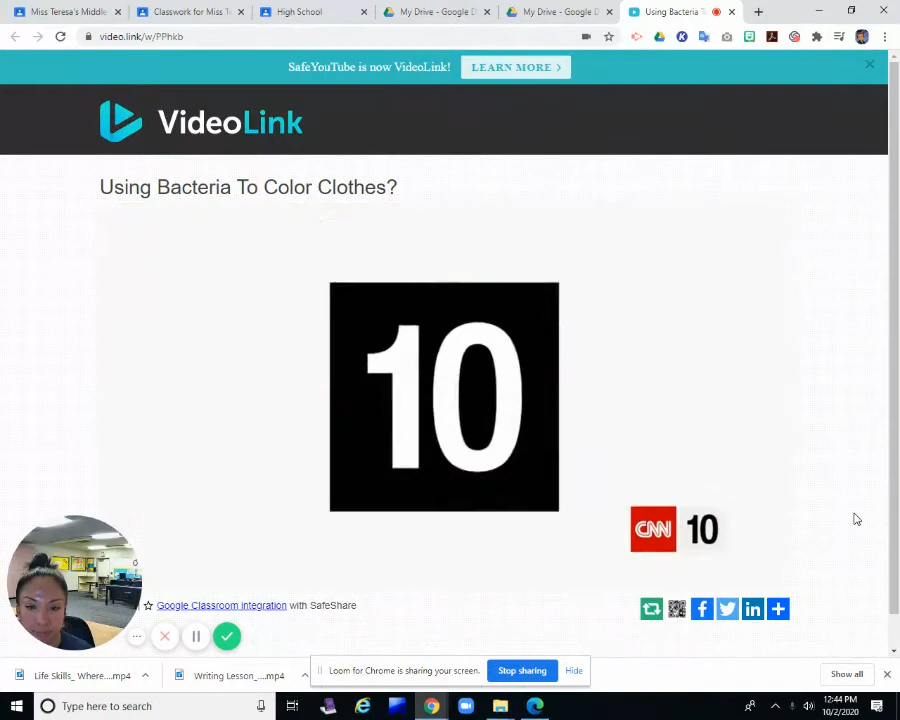 Miss Teresa's Middle
Classwork for Miss T
High School
My Drive - Google D
My Drive - Google D
Using Bacteria T
video.link/w/PPhkb
SafeYouTube is now VideoLink!
LEARN MORE >
VideoLink
Using Bacteria To Color Clothes?
10
CNN 10
Google Classroom integration with SafeShare
Life Skills_ Where....mp4
Writing Lesson_....mp4
Loom for Chrome is sharing your screen.
Stop sharing
Hide
Show all
Type here to search
12:44 PM
10/2/2020